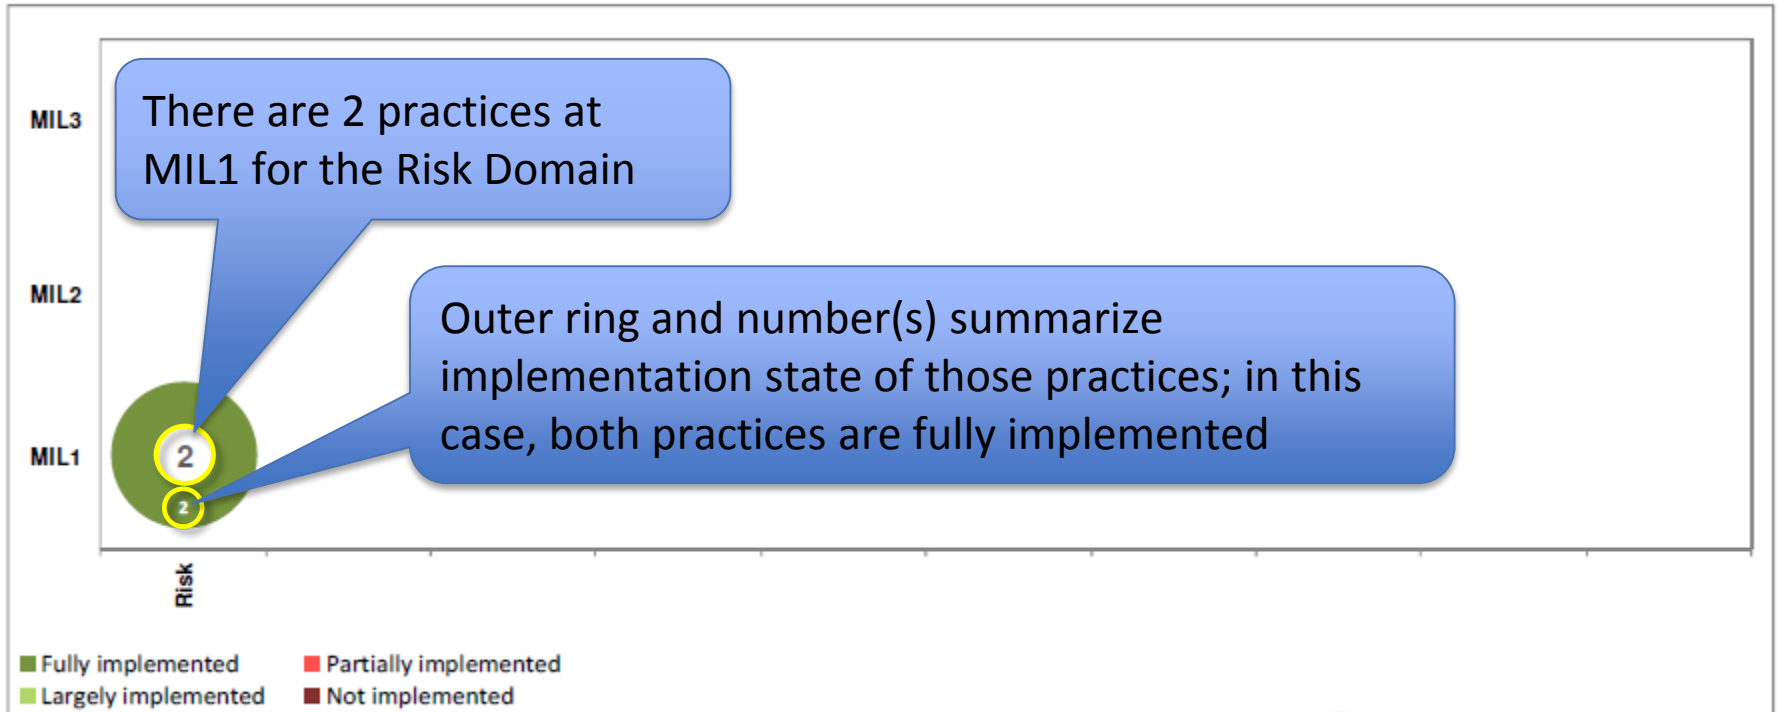 MIL3
There are 2 practices at
MIL1 for the Risk Domain
MIL2
Outer ring and number(s) summarize
implementation state of those practices; in this
case, both practices are fully implemented
MIL1
2
2
Risk
Fully implemented
Partially implemented
Largely implemented
Not implemented